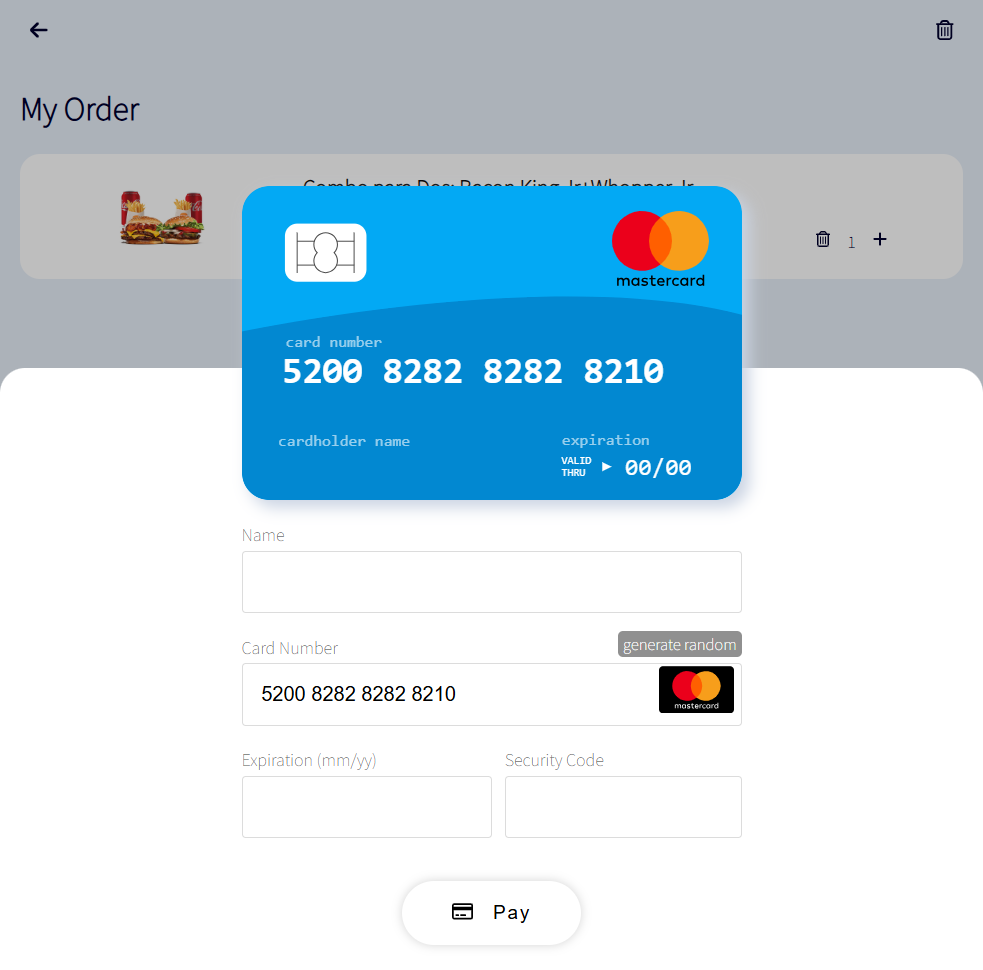 My Order
Combo para Dos: Bacon King Jr+Whopper Jr
1
mastercard
card number
5200 8282 8282 8210
cardholder name
expiration
VALID
THRU
00/00
Name
Card Number
generate random
5200 8282 8282 8210
mastercard
Expiration (mm/yy)
Security Code
Pay